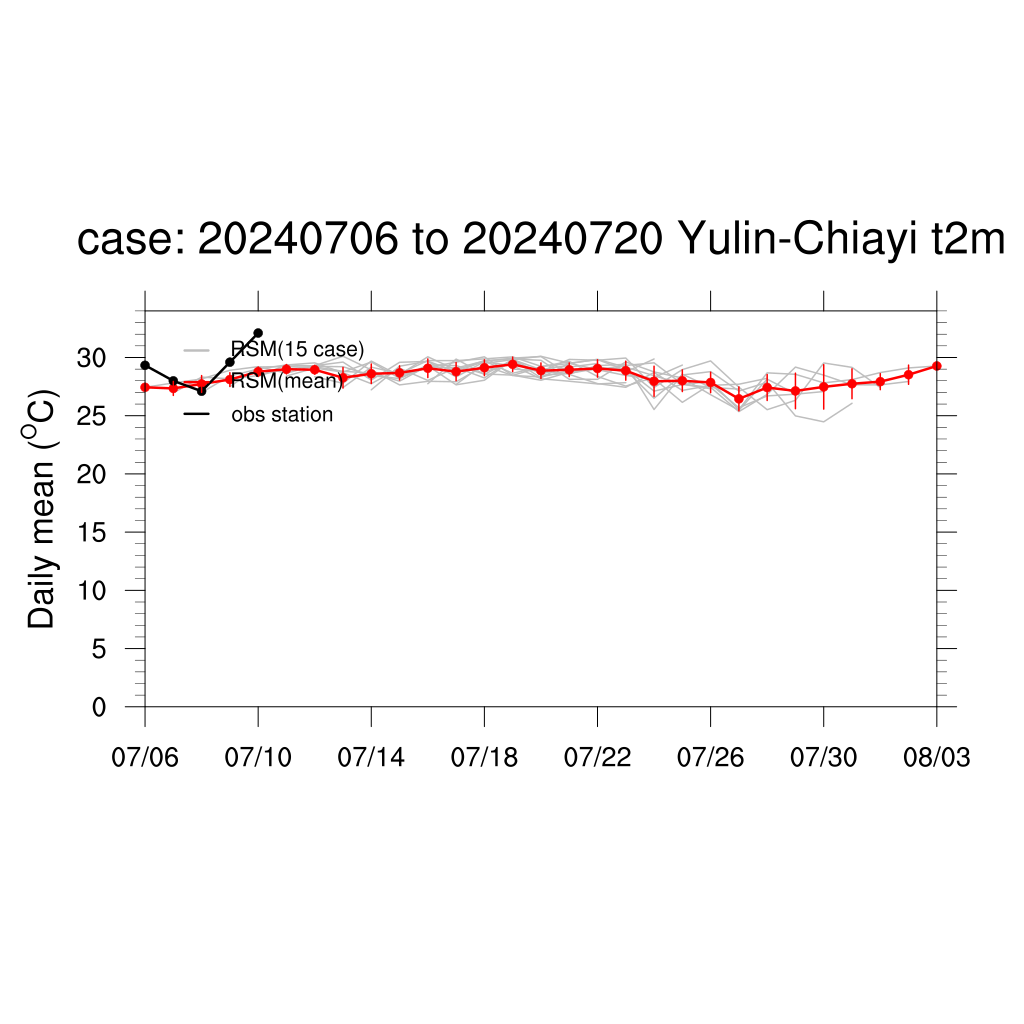 case: 20240706 to 20240720 Yulin-Chiayi t2m
Daily mean (°C)
30
25
20
15
10
5
0
RSM(15 case)
RSM(mean)
obs station
07/06 07/10 07/14 07/18 07/22 07/26 07/30 08/03